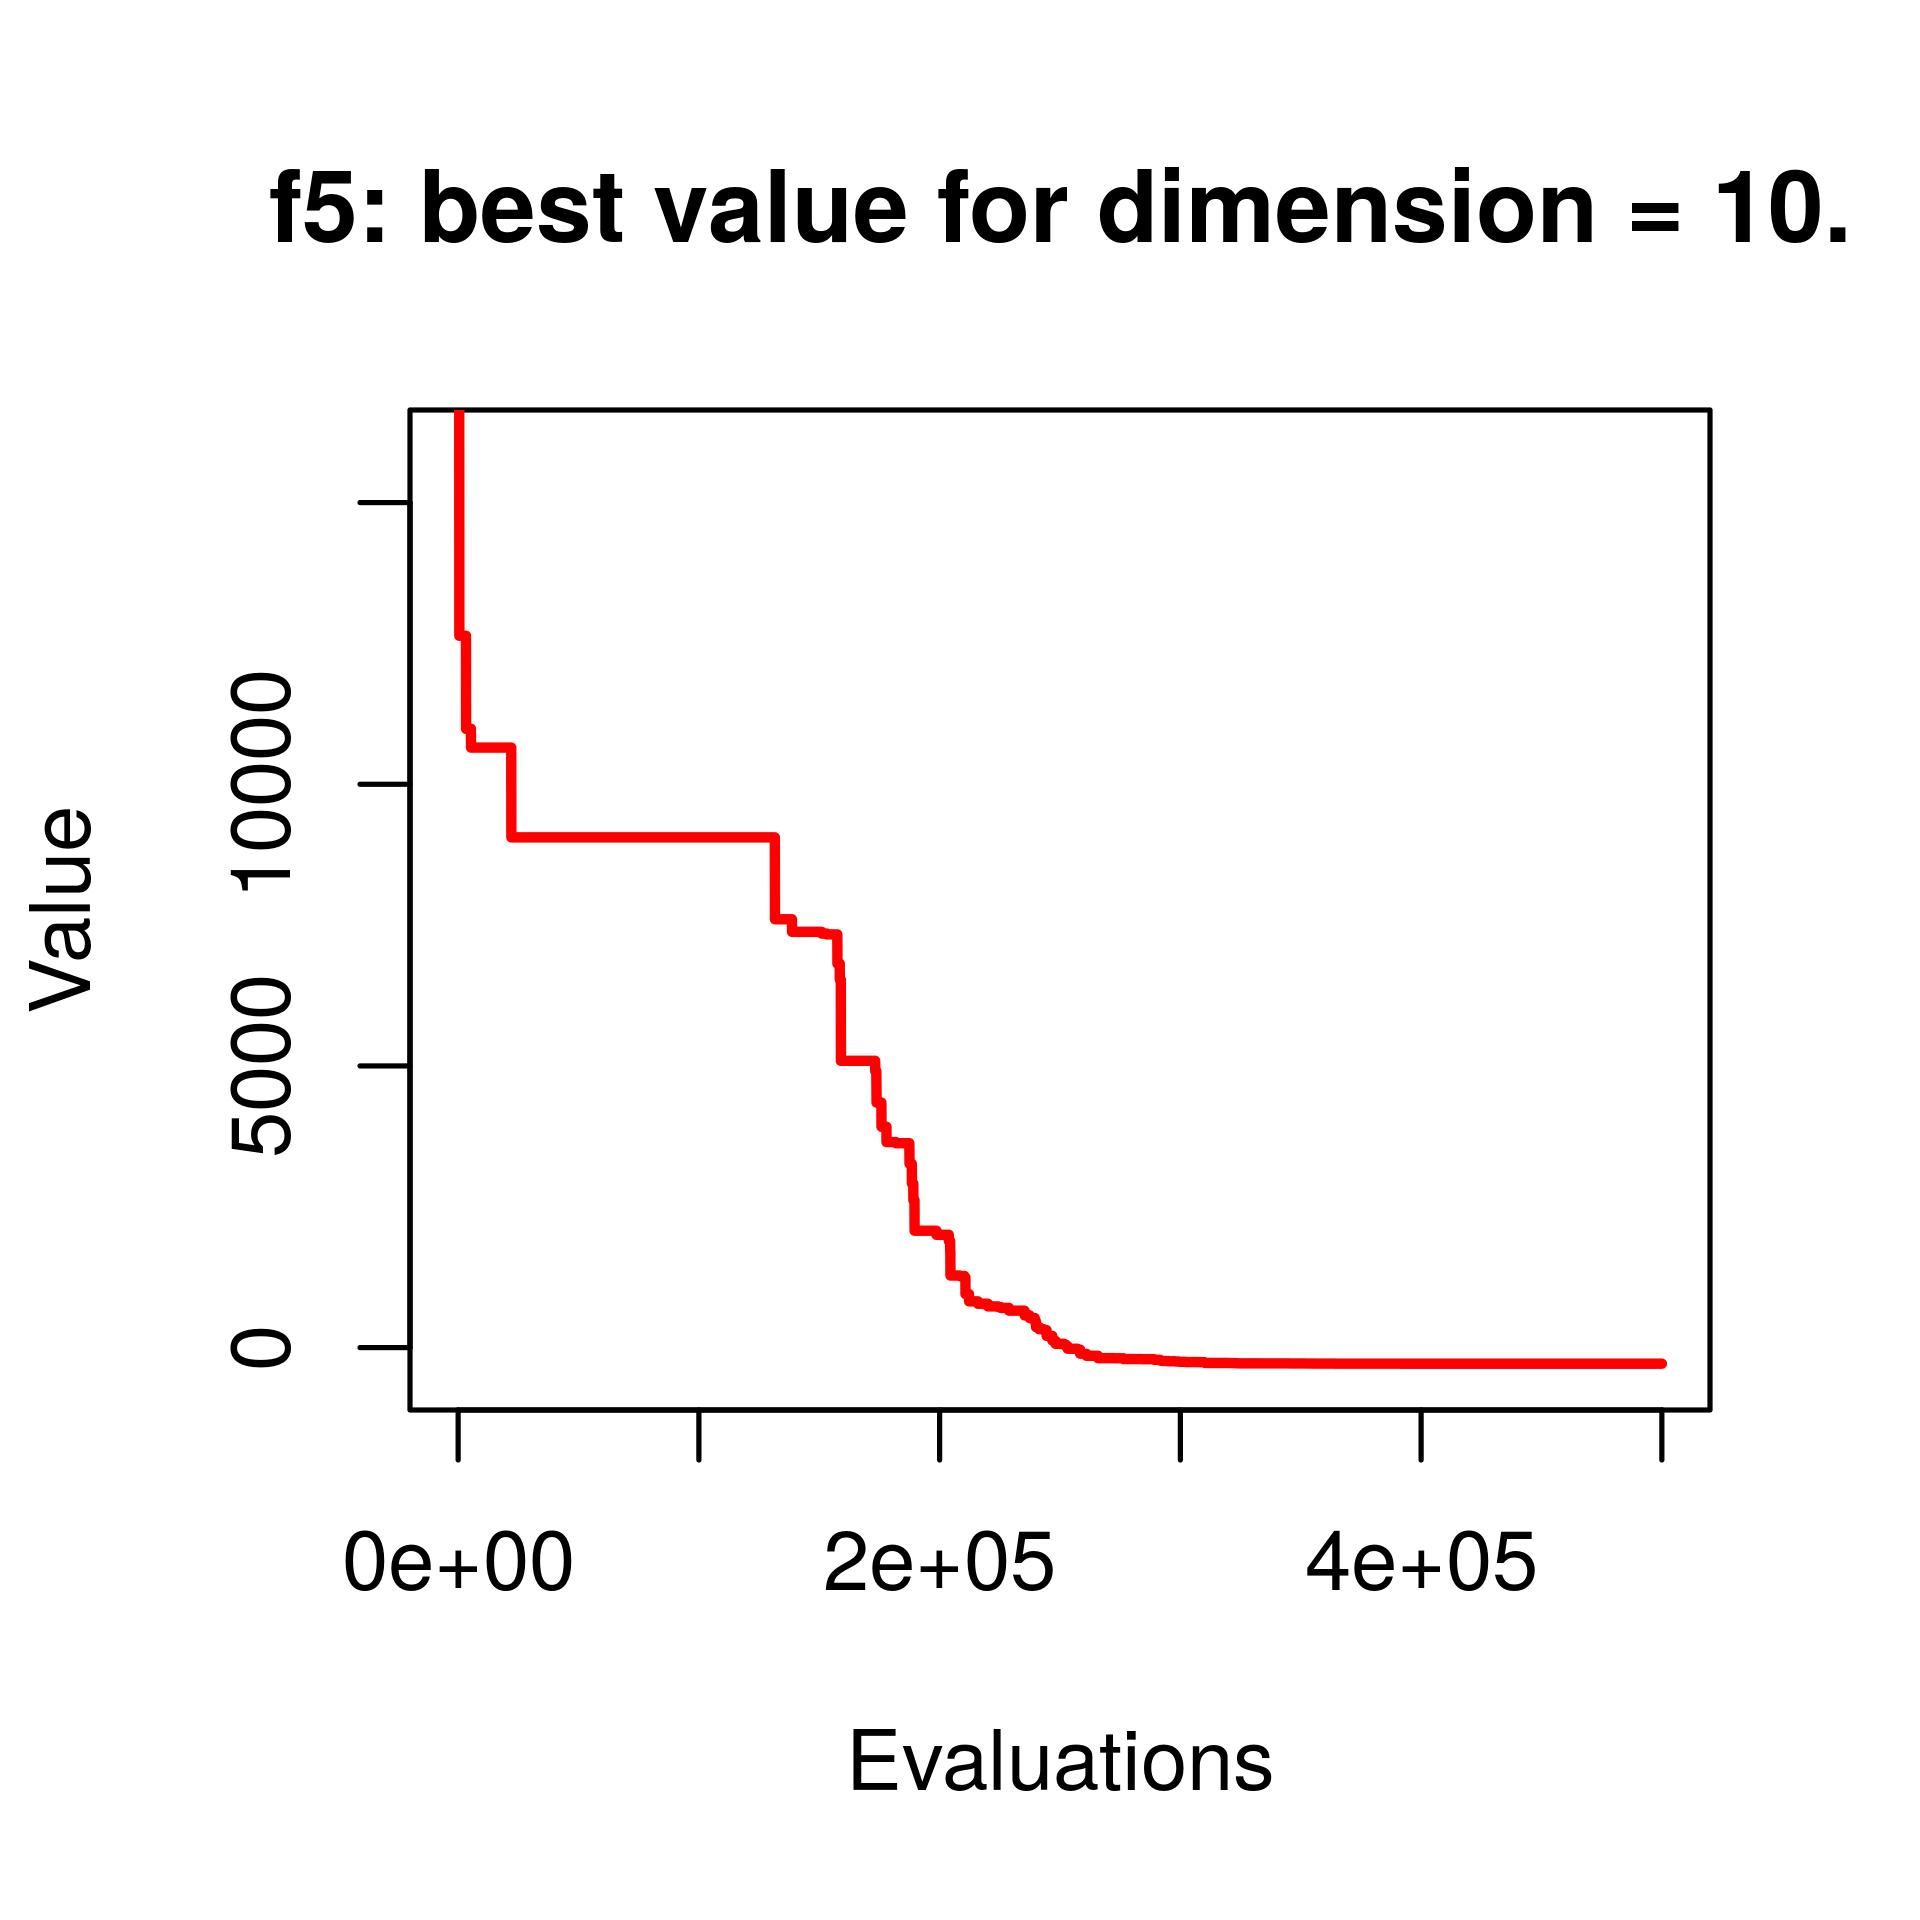 f5: best value for dimension = 10.
Value
10000
5000
0
0e+00 2e+05 4e+05
Evaluations